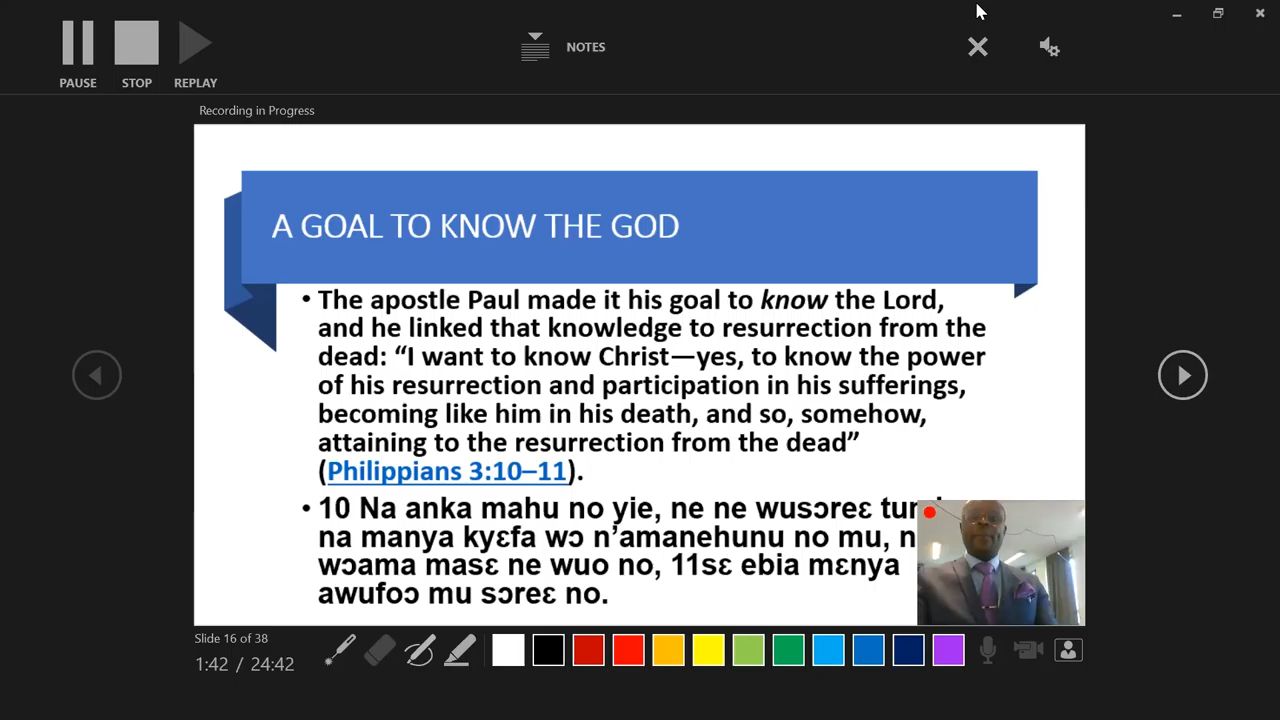 NOTES
PAUSE STOP REPLAY
Recording in Progress
A GOAL TO KNOW THE GOD
• The apostle Paul made it his goal to know the Lord,
and he linked that knowledge to resurrection from the
dead: “I want to know Christ—yes, to know the power
of his resurrection and participation in his sufferings,
becoming like him in his death, and so, somehow,
attaining to the resurrection from the dead”
(Philippians 3:10–11).
• 10 Na anka mahu no yie, ne ne wusɔreɛ
na manya kyɛfa wɔ n’amanehunu no mu,
wɔama masɛ ne wuo no, 11sɛ ebia mɛnya
awufoɔ mu sɔreɛ no.
Slide 16 of 38
1:42 / 24:42